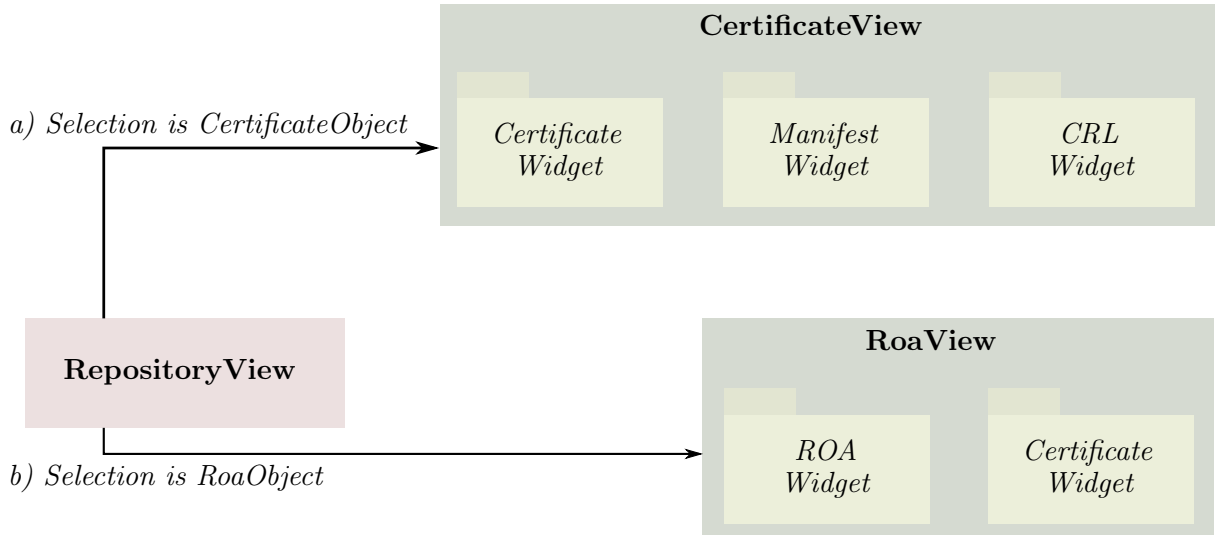 CertificateView
a) Selection is CertificateObject
Certificate
Widget
Manifest
Widget
CRL
Widget
RepositoryView
b) Selection is RoaObject
RoaView
ROA
Widget
Certificate
Widget